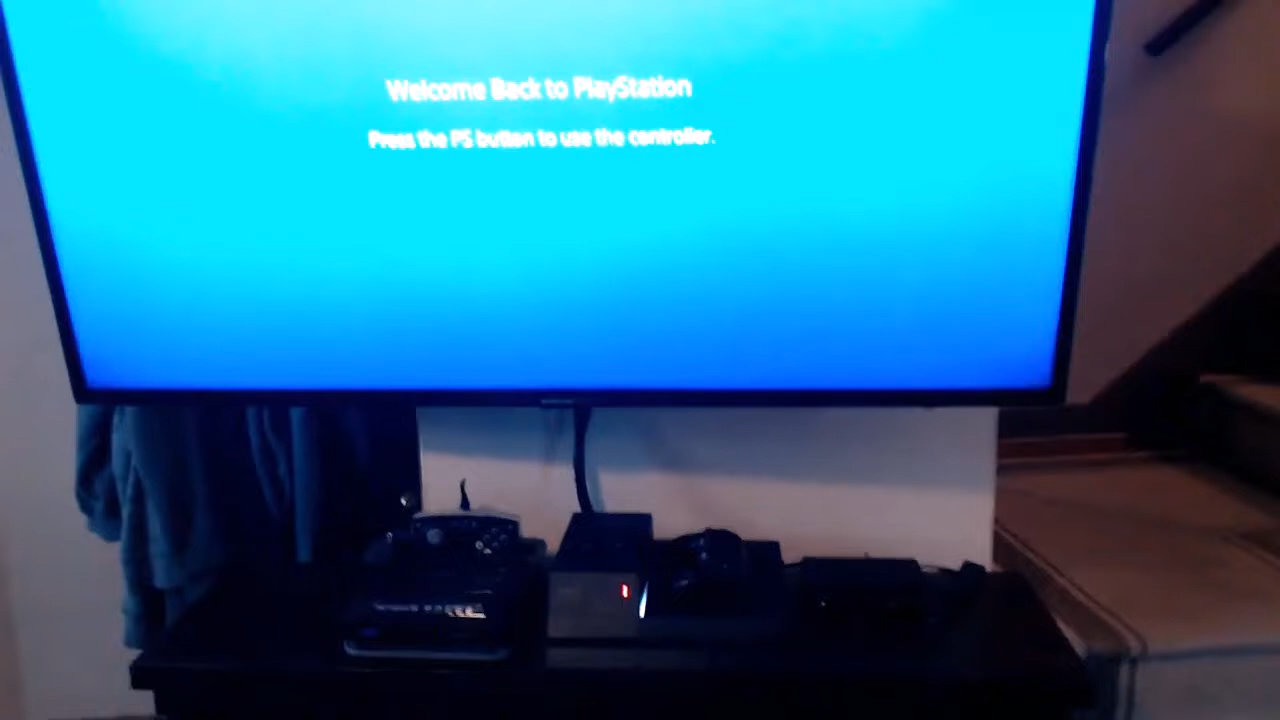 Welcome Back to PlayStation
Press the PS button to use the controller.